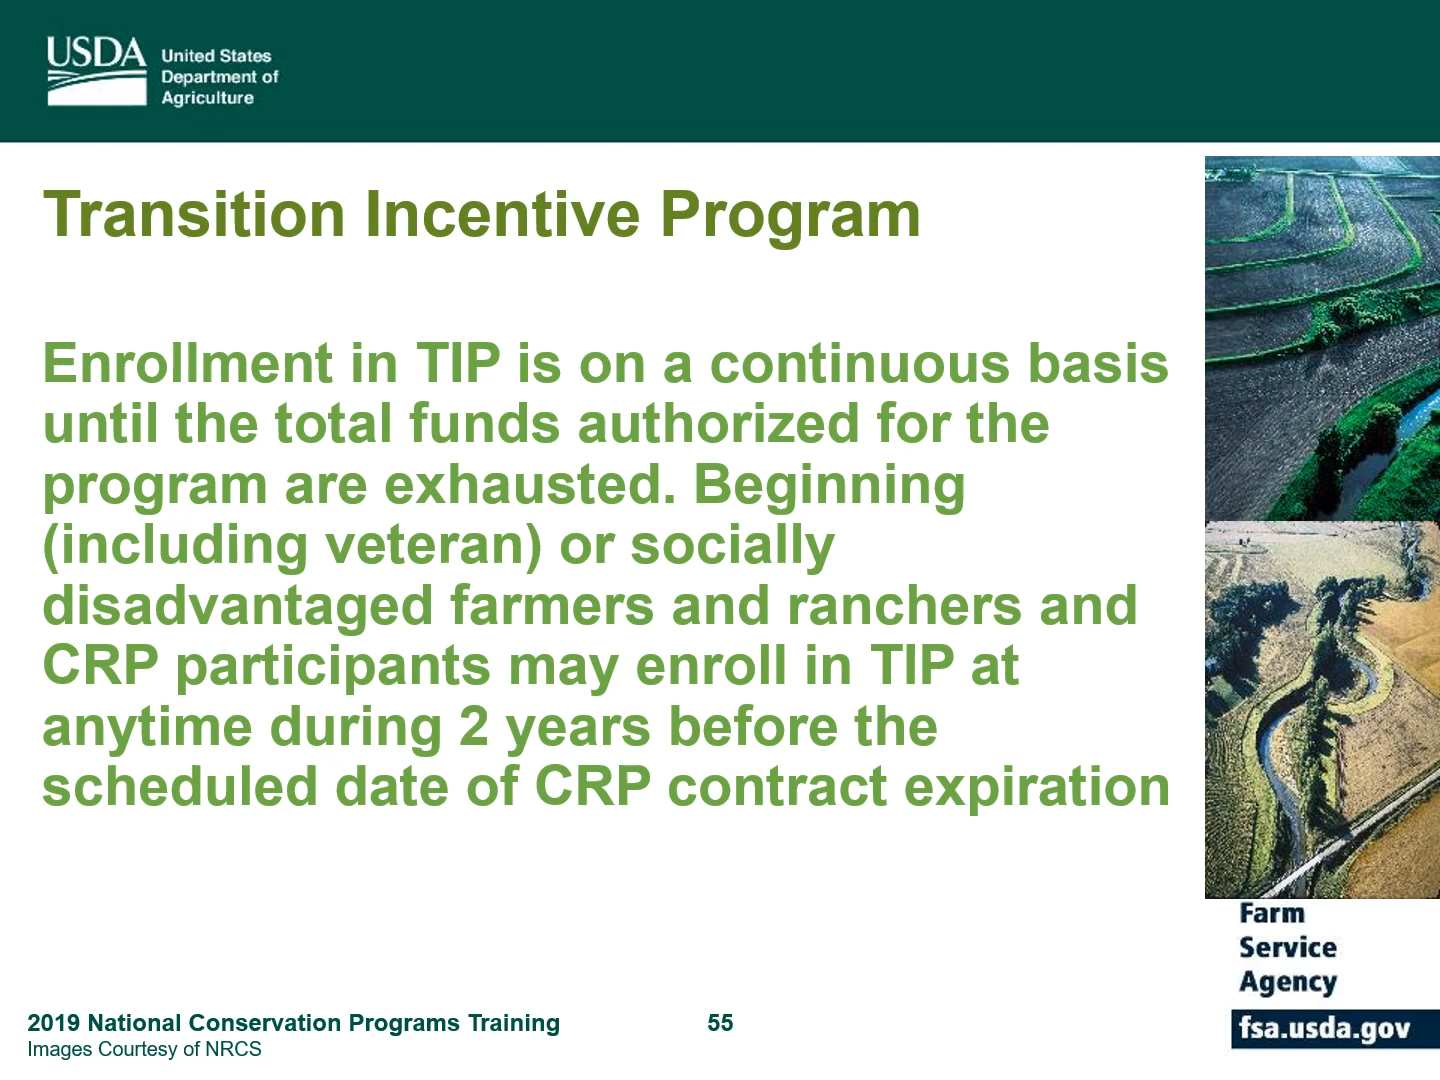 USDA
United States
Department of
Agriculture
Transition Incentive Program
Enrollment in TIP is on a continuous basis
until the total funds authorized for the
program are exhausted. Beginning
(including veteran) or socially
disadvantaged farmers and ranchers and
CRP participants may enroll in TIP at
anytime during 2 years before the
scheduled date of CRP contract expiration
Farm
Service
Agency
fsa.usda.gov
2019 National Conservation Programs Training
55
Images Courtesy of NRCS